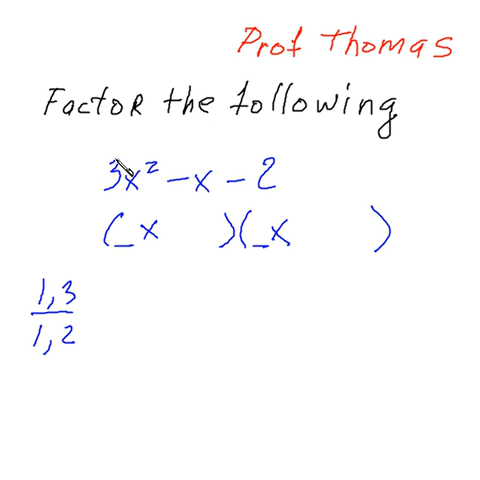 Prof Thomas
Factor the following
3x² - x - 2
(_x )(_x )
1,3
1,2